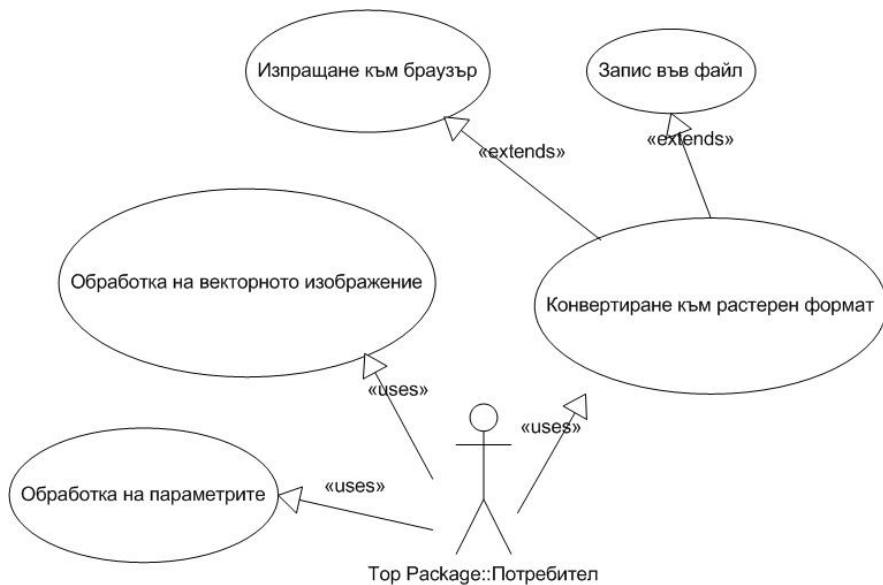 Изпращане към браузър
Запис във файл
«extends»
«extends»
Обработка на векторното изображение
Конвертиране към растерен формат
«uses»
«uses»
Обработка на параметрите
«uses»
Top Package::Потребител